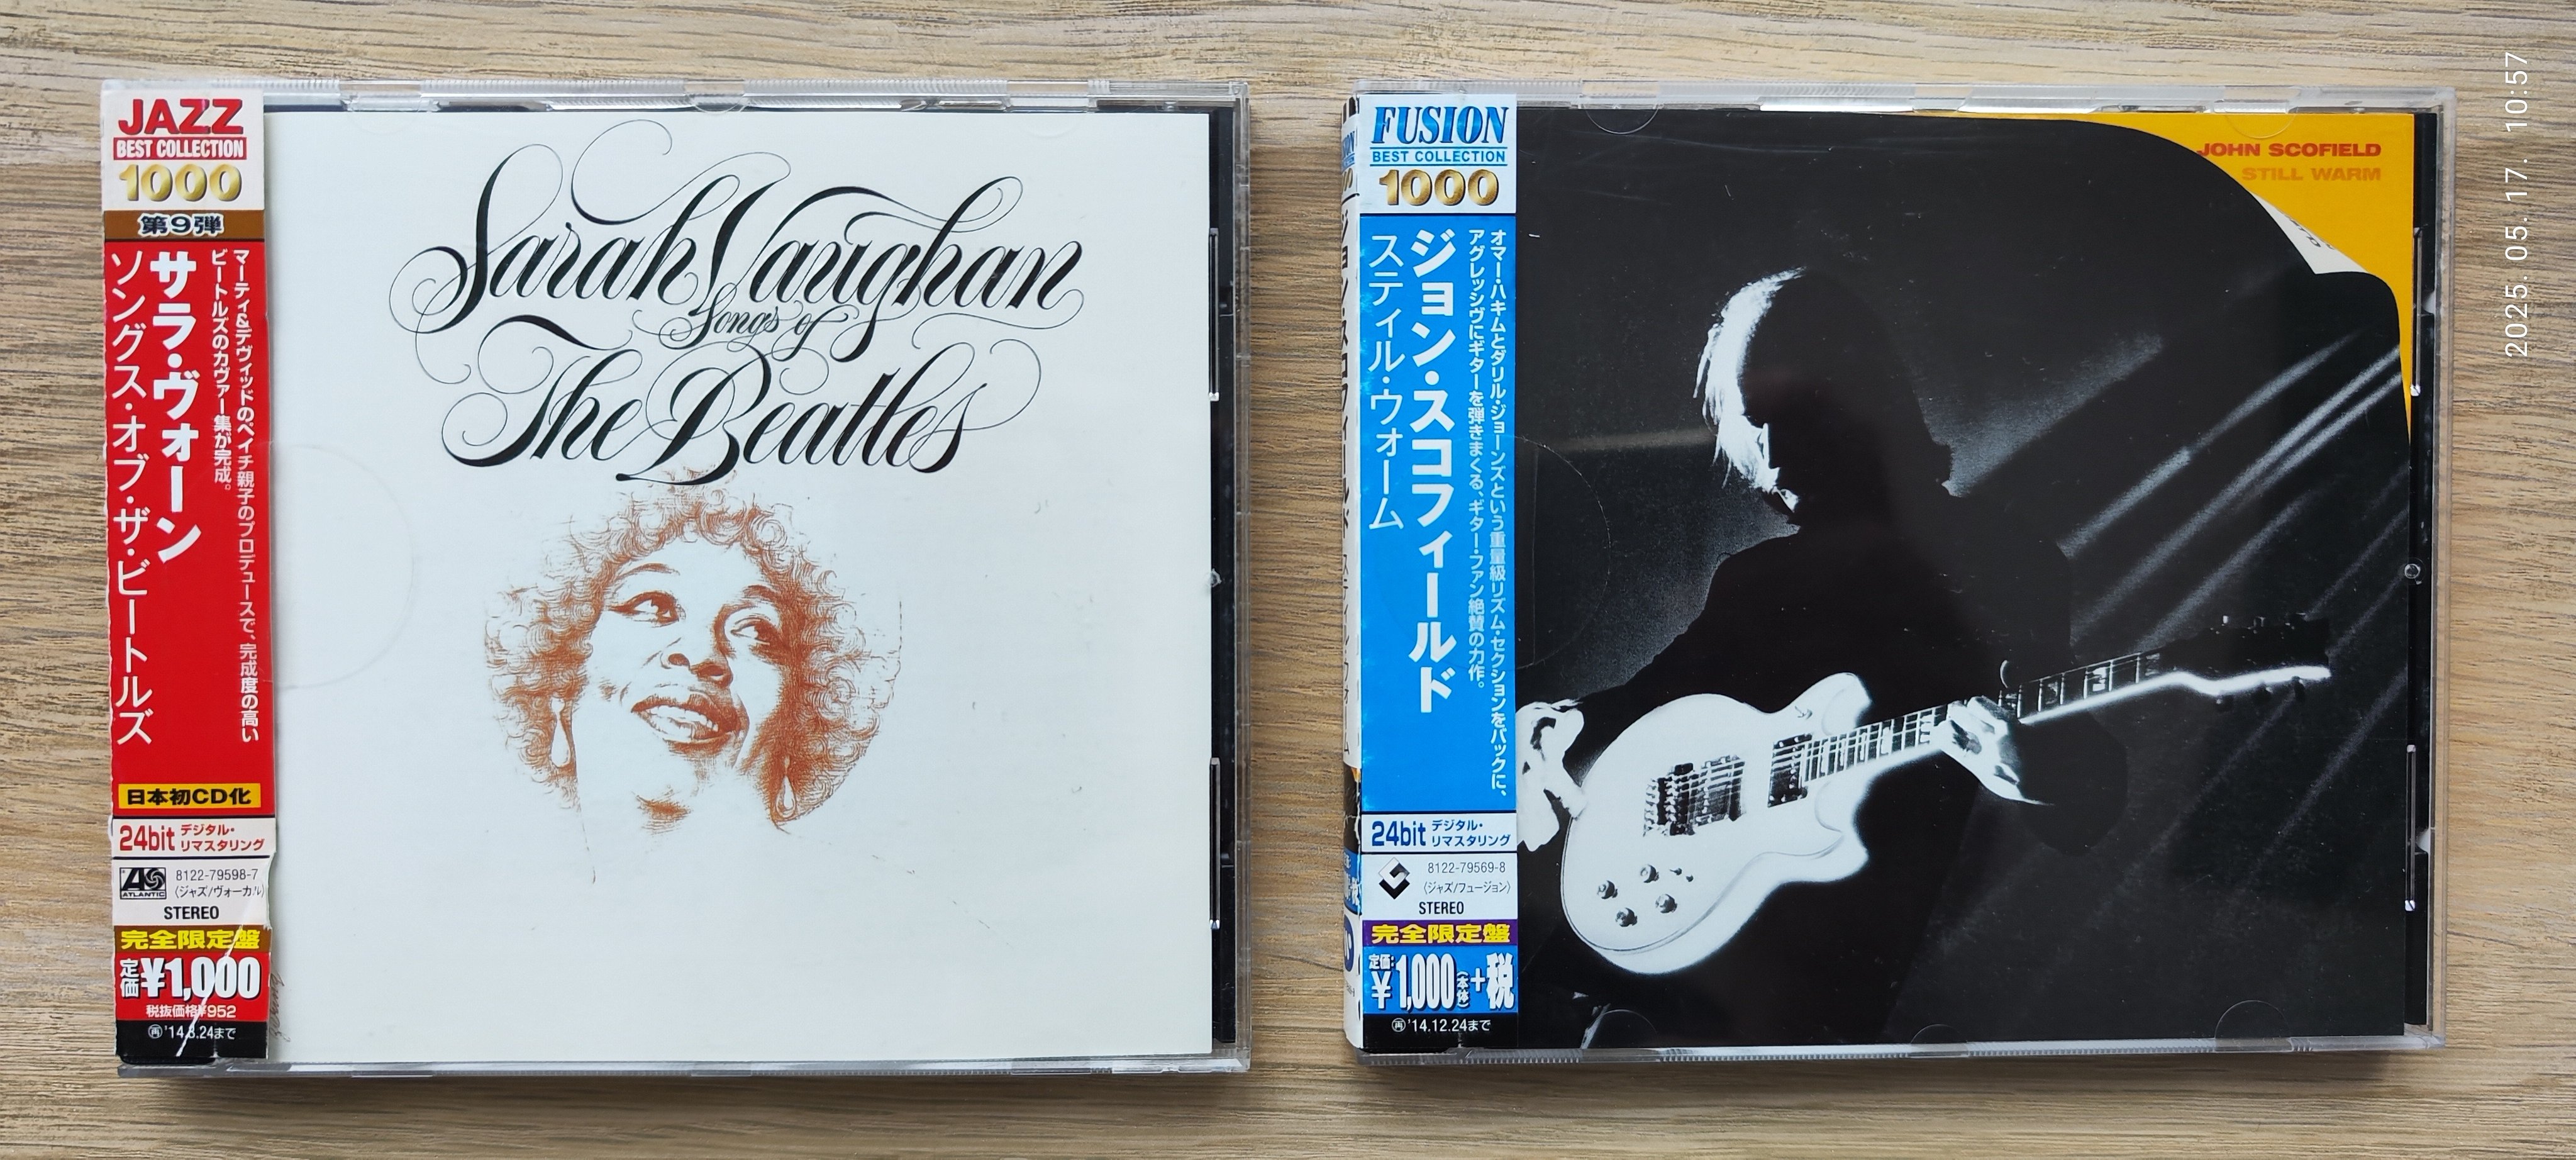 JAZZ
BEST COLLECTION
1000
第9弾
マーティ&デヴィッドのペイチ親子のプロデュースで、完成度の高い
ビートルズのカヴァー集が完成。
サラ・ヴォーン
ソングス・オブ・ザ・ビートルズ
日本初CD化
24bit デジタル・
リマスタリング
ATLANTIC
8122-79598-7
〈ジャズ/ヴォーカル〉
STEREO
完全限定盤
定価 ¥1,000
税抜価格¥952
再 '14.8.24まで
Sarah Vaughan
Songs of
The Beatles
FUSION
BEST COLLECTION
1000
オマー・ハキムとダリル・ジョーンズという重量級リズム・セクションをバックに、
アグレッシヴにギターを弾きまくる、ギター・ファン絶賛の力作。
ジョン・スコフィールド
スティル・ウォーム
24bit デジタル・
リマスタリング
8122-79569-8
〈ジャズ/フュージョン〉
STEREO
完全限定盤
定価: ¥1,000(本体)+税
再 '14.12.24まで
JOHN SCOFIELD
STILL WARM
2025. 05. 17. 10:57